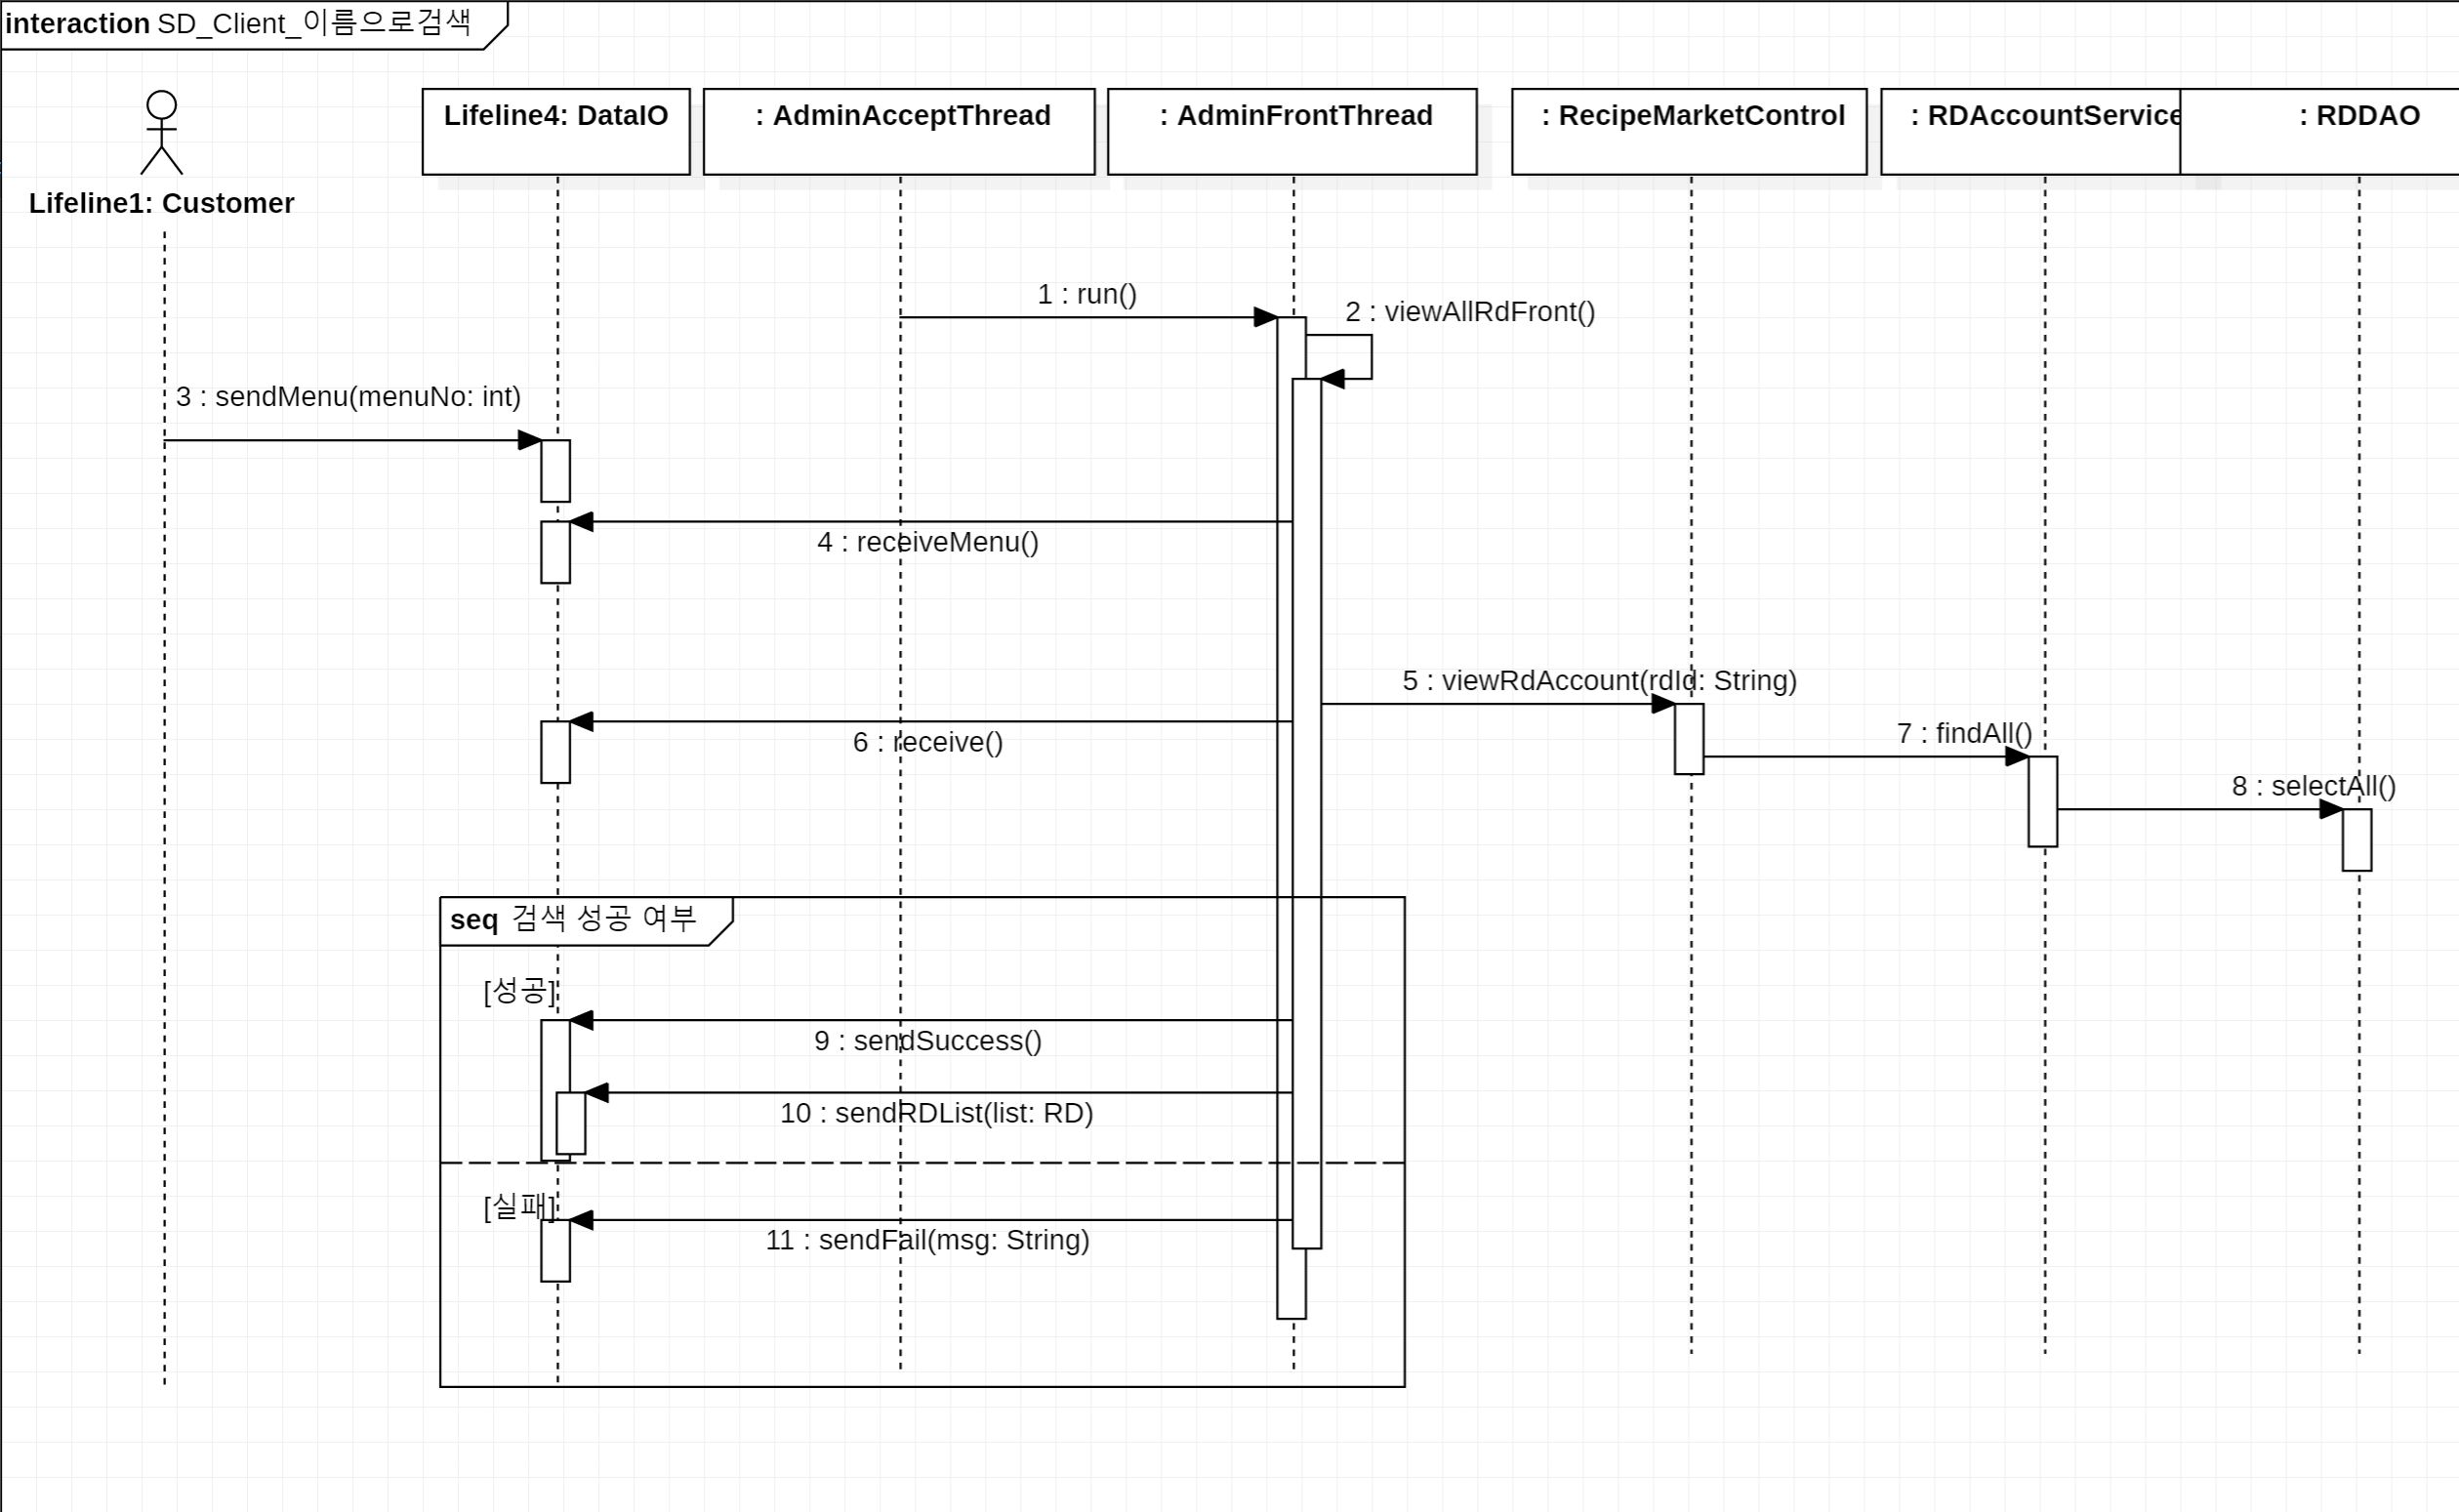 interaction SD_Client_이름으로검색
Lifeline1: Customer
Lifeline4: DataIO
: AdminAcceptThread
: AdminFrontThread
: RecipeMarketControl
: RDAccountService
: RDDAO
1 : run()
2 : viewAllRdFront()
3 : sendMenu(menuNo: int)
4 : receiveMenu()
5 : viewRdAccount(rdId: String)
6 : receive()
7 : findAll()
8 : selectAll()
seq 검색 성공 여부
[성공]
9 : sendSuccess()
10 : sendRDList(list: RD)
[실패]
11 : sendFail(msg: String)